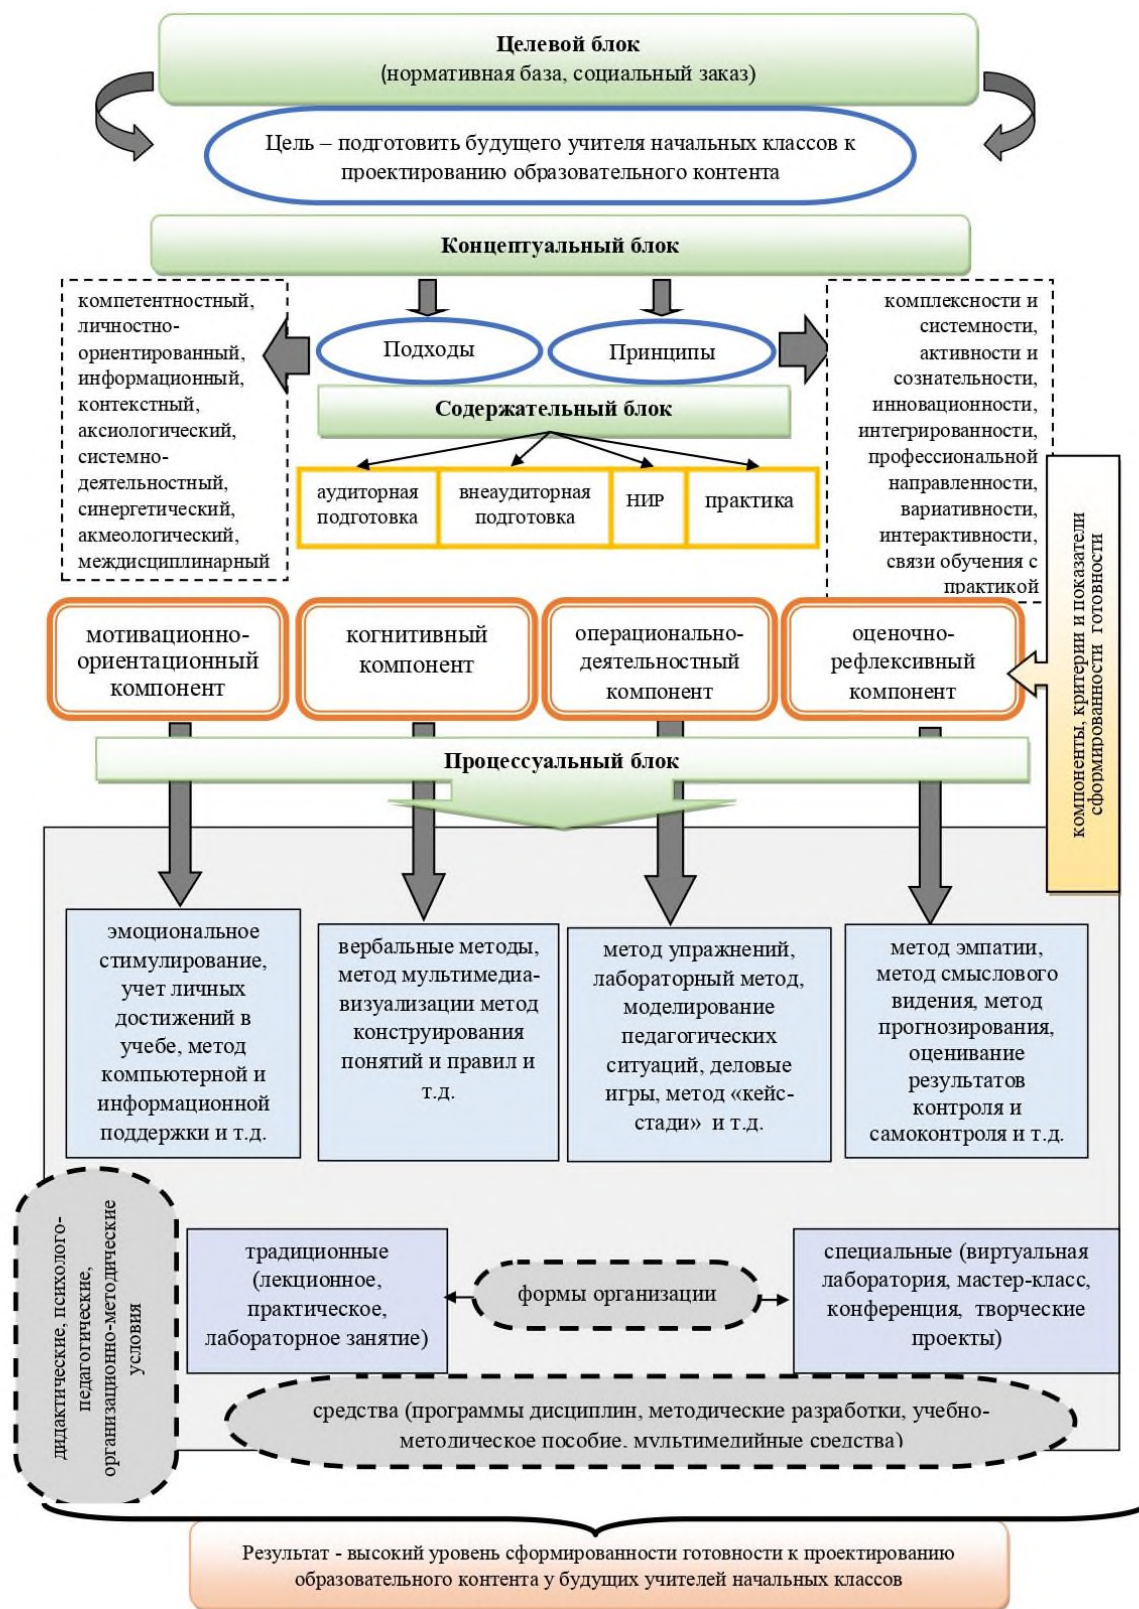 Целевой блок
(нормативная база, социальный заказ)
Цель – подготовить будущего учителя начальных классов к
проектированию образовательного контента
Концептуальный блок
компетентностный,
личностно-
ориентированный,
информационный,
контекстный,
аксиологический,
системно-
деятельностный,
синергетический,
акмеологический,
междисциплинарный
Подходы
Принципы
комплексности и
системности,
активности и
сознательности,
инновационности,
интегрированности,
профессиональной
направленности,
вариативности,
интерактивности,
связи обучения с
практикой
Содержательный блок
аудиторная
подготовка
внеаудиторная
подготовка
НИР
практика
компоненты, критерии и показатели
сформированности готовности
мотивационно-
ориентационный
компонент
когнитивный
компонент
операционально-
деятельностный
компонент
оценочно-
рефлексивный
компонент
Процессуальный блок
эмоциональное
стимулирование,
учет личных
достижений в
учебе, метод
компьютерной и
информационной
поддержки и т.д.
вербальные методы,
метод мультимедиа-
визуализации метод
конструирования
понятий и правил и
т.д.
метод упражнений,
лабораторный метод,
моделирование
педагогических
ситуаций, деловые
игры, метод «кейс-
стади» и т.д.
метод эмпатии,
метод смыслового
видения, метод
прогнозирования,
оценивание
результатов
контроля и
самоконтроля и т.д.
дидактические, психолого-
педагогические,
организационно-методические
условия
традиционные
(лекционное,
практическое,
лабораторное занятие)
формы организации
специальные (виртуальная
лаборатория, мастер-класс,
конференция, творческие
проекты)
средства (программы дисциплин, методические разработки, учебно-
методическое пособие, мультимедийные средства)
Результат - высокий уровень сформированности готовности к проектированию
образовательного контента у будущих учителей начальных классов